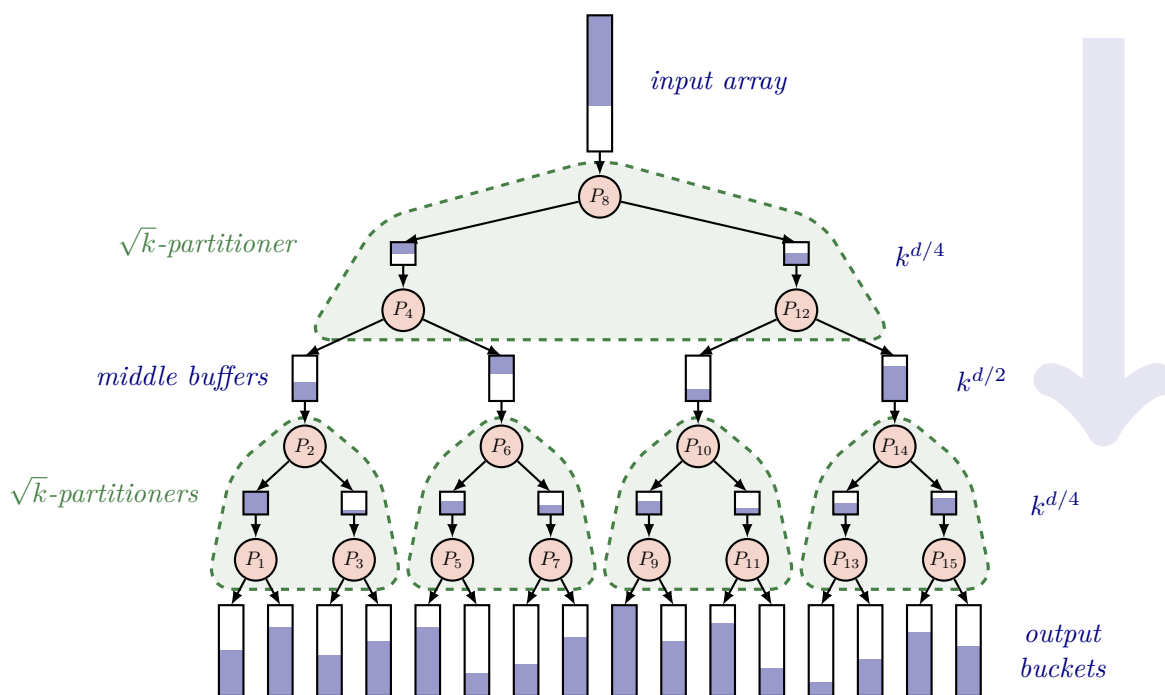 input array
P₈
√k-partitioner
k^{d/4}
P₄
P₁₂
middle buffers
k^{d/2}
P₂
P₆
P₁₀
P₁₄
√k-partitioners
k^{d/4}
P₁
P₃
P₅
P₇
P₉
P₁₁
P₁₃
P₁₅
output
buckets